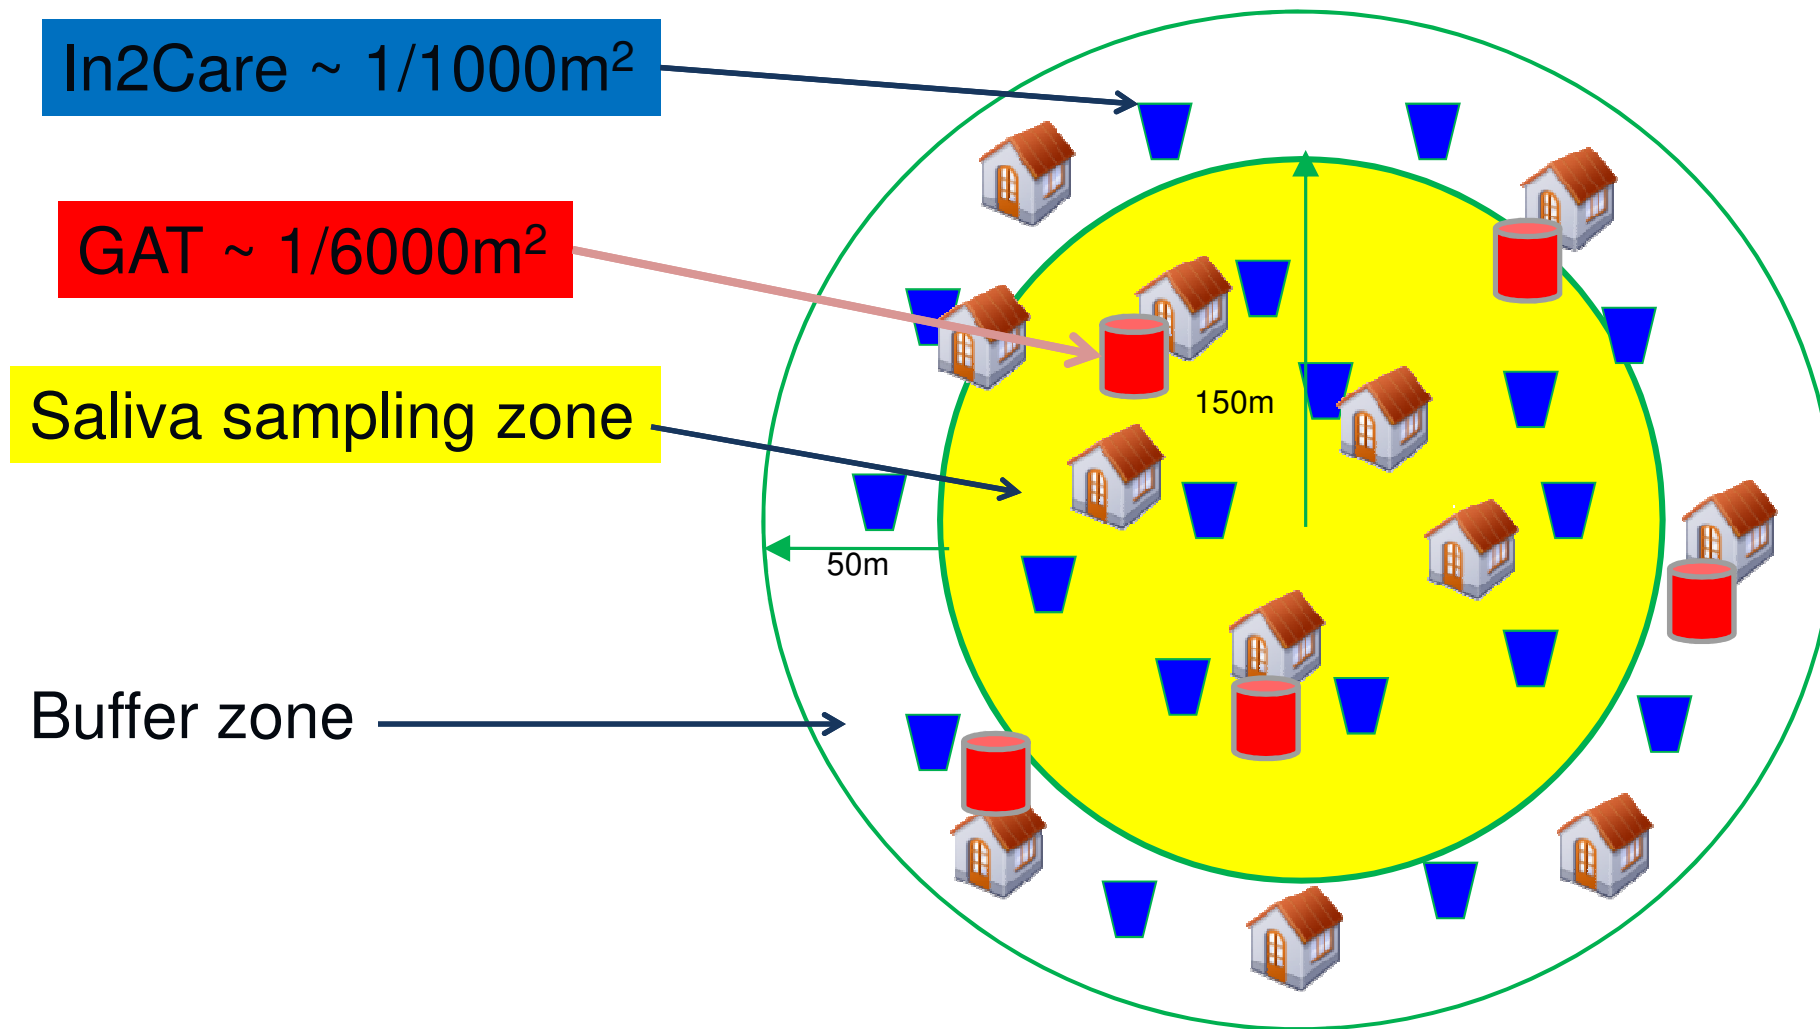 In2Care ~ 1/1000m²
GAT ~ 1/6000m²
Saliva sampling zone
150m
50m
Buffer zone